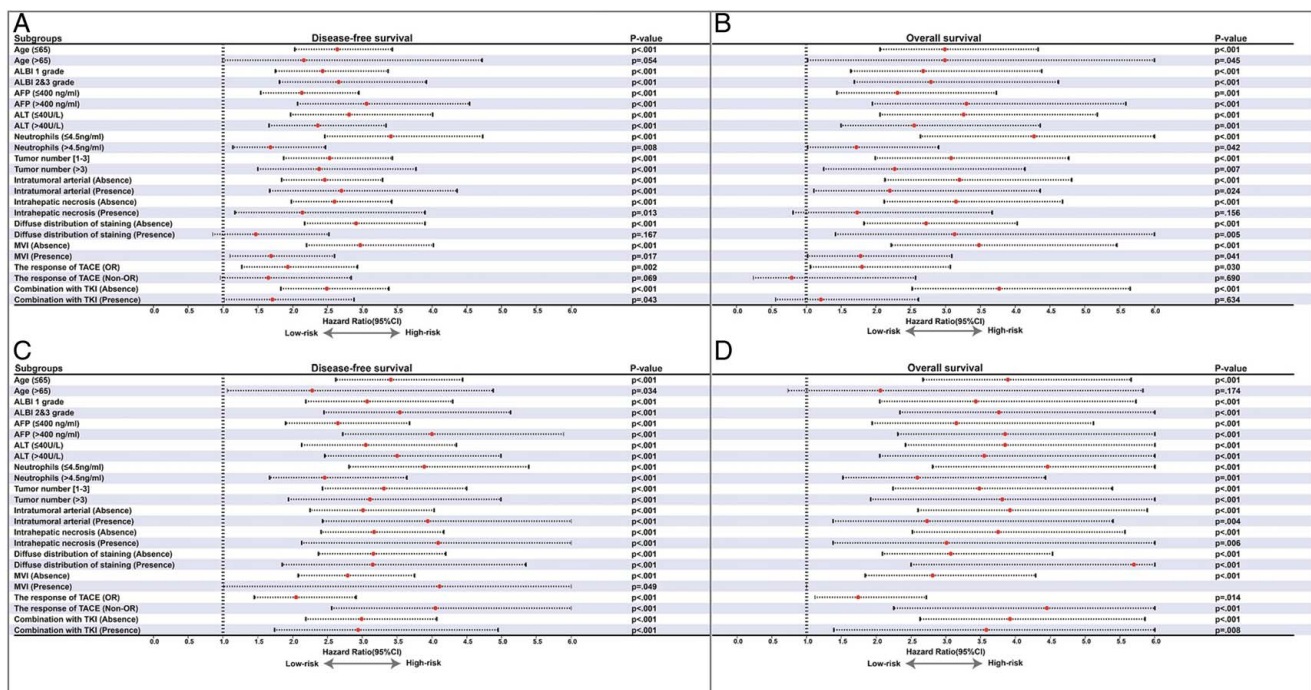 A
Subgroups Disease-free survival P-value
Age (≤65) p<.001
Age (>65) p=.054
ALBI 1 grade p<.001
ALBI 2&3 grade p<.001
AFP (≤400 ng/ml) p<.001
AFP (>400 ng/ml) p<.001
ALT (≤40U/L) p<.001
ALT (>40U/L) p<.001
Neutrophils (≤4.5ng/ml) p<.001
Neutrophils (>4.5ng/ml) p=.008
Tumor number [1-3] p<.001
Tumor number (>3) p<.001
Intratumoral arterial (Absence) p<.001
Intratumoral arterial (Presence) p<.001
Intrahepatic necrosis (Absence) p<.001
Intrahepatic necrosis (Presence) p=.013
Diffuse distribution of staining (Absence) p<.001
Diffuse distribution of staining (Presence) p=.167
MVI (Absence) p<.001
MVI (Presence) p=.017
The response of TACE (OR) p=.002
The response of TACE (Non-OR) p=.069
Combination with TKI (Absence) p<.001
Combination with TKI (Presence) p=.043
0.0 0.5 1.0 1.5 2.0 2.5 3.0 3.5 4.0 4.5 5.0 5.5 6.0
Hazard Ratio(95%CI)
Low-risk High-risk
B
Overall survival P-value
p<.001
p=.045
p<.001
p<.001
p=.001
p<.001
p<.001
p=.001
p<.001
p=.042
p<.001
p=.007
p<.001
p=.024
p<.001
p=.156
p<.001
p=.005
p<.001
p=.041
p=.030
p=.690
p<.001
p=.634
0.0 0.5 1.0 1.5 2.0 2.5 3.0 3.5 4.0 4.5 5.0 5.5 6.0
Hazard Ratio(95%CI)
Low-risk High-risk
C
Subgroups Disease-free survival P-value
Age (≤65) p<.001
Age (>65) p=.034
ALBI 1 grade p<.001
ALBI 2&3 grade p<.001
AFP (≤400 ng/ml) p<.001
AFP (>400 ng/ml) p<.001
ALT (≤40U/L) p<.001
ALT (>40U/L) p<.001
Neutrophils (≤4.5ng/ml) p<.001
Neutrophils (>4.5ng/ml) p<.001
Tumor number [1-3] p<.001
Tumor number (>3) p<.001
Intratumoral arterial (Absence) p<.001
Intratumoral arterial (Presence) p<.001
Intrahepatic necrosis (Absence) p<.001
Intrahepatic necrosis (Presence) p<.001
Diffuse distribution of staining (Absence) p<.001
Diffuse distribution of staining (Presence) p<.001
MVI (Absence) p<.001
MVI (Presence) p=.049
The response of TACE (OR) p<.001
The response of TACE (Non-OR) p<.001
Combination with TKI (Absence) p<.001
Combination with TKI (Presence) p<.001
0.0 0.5 1.0 1.5 2.0 2.5 3.0 3.5 4.0 4.5 5.0 5.5 6.0
Hazard Ratio(95%CI)
Low-risk High-risk
D
Overall survival P-value
p<.001
p=.174
p<.001
p<.001
p<.001
p<.001
p<.001
p<.001
p<.001
p=.001
p<.001
p<.001
p<.001
p=.004
p<.001
p=.006
p<.001
p<.001
p<.001
p=.014
p<.001
p<.001
p=.008
0.0 0.5 1.0 1.5 2.0 2.5 3.0 3.5 4.0 4.5 5.0 5.5 6.0
Hazard Ratio(95%CI)
Low-risk High-risk